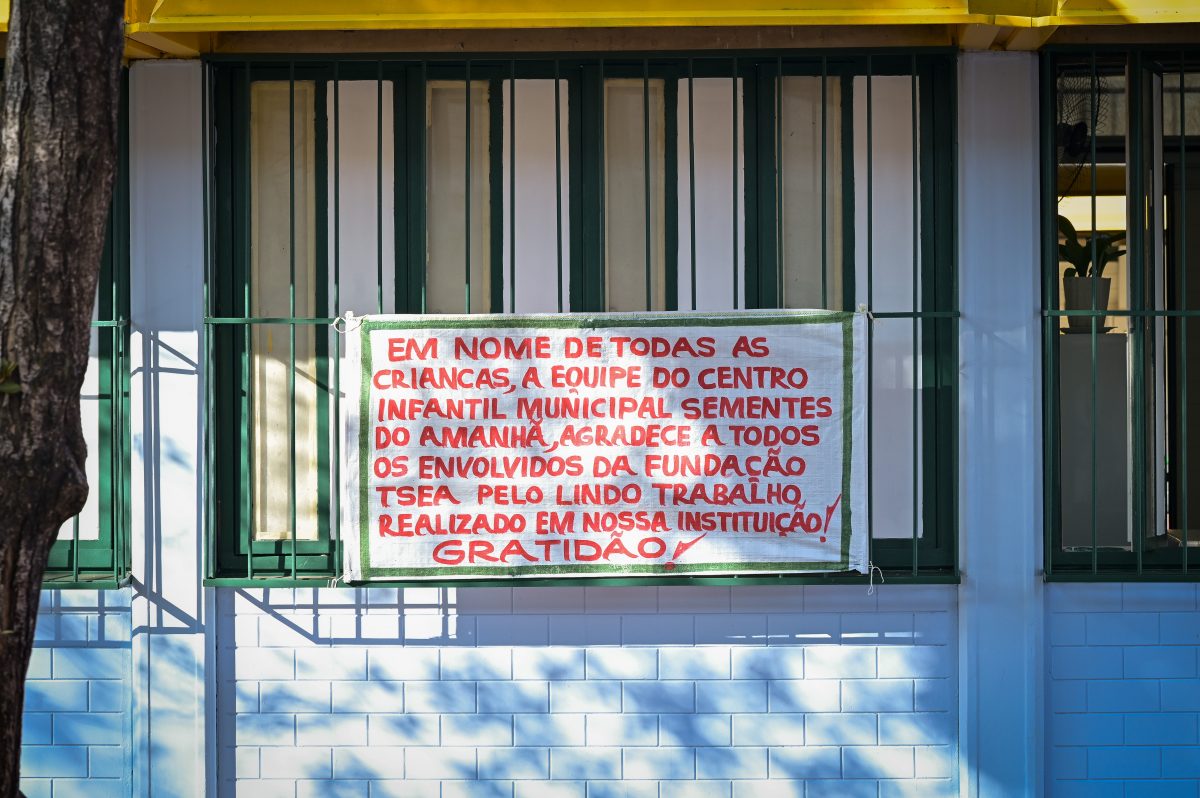 EM NOME DE TODAS AS
CRIANCAS, A EQUIPE DO CENTRO
INFANTIL MUNICIPAL SEMENTES
DO AMANHÃ, AGRADECE A TODOS
OS ENVOLVIDOS DA FUNDAÇÃO
TSEA PELO LINDO TRABALHO
REALIZADO EM NOSSA INSTITUIÇÃO!
GRATIDÃO!